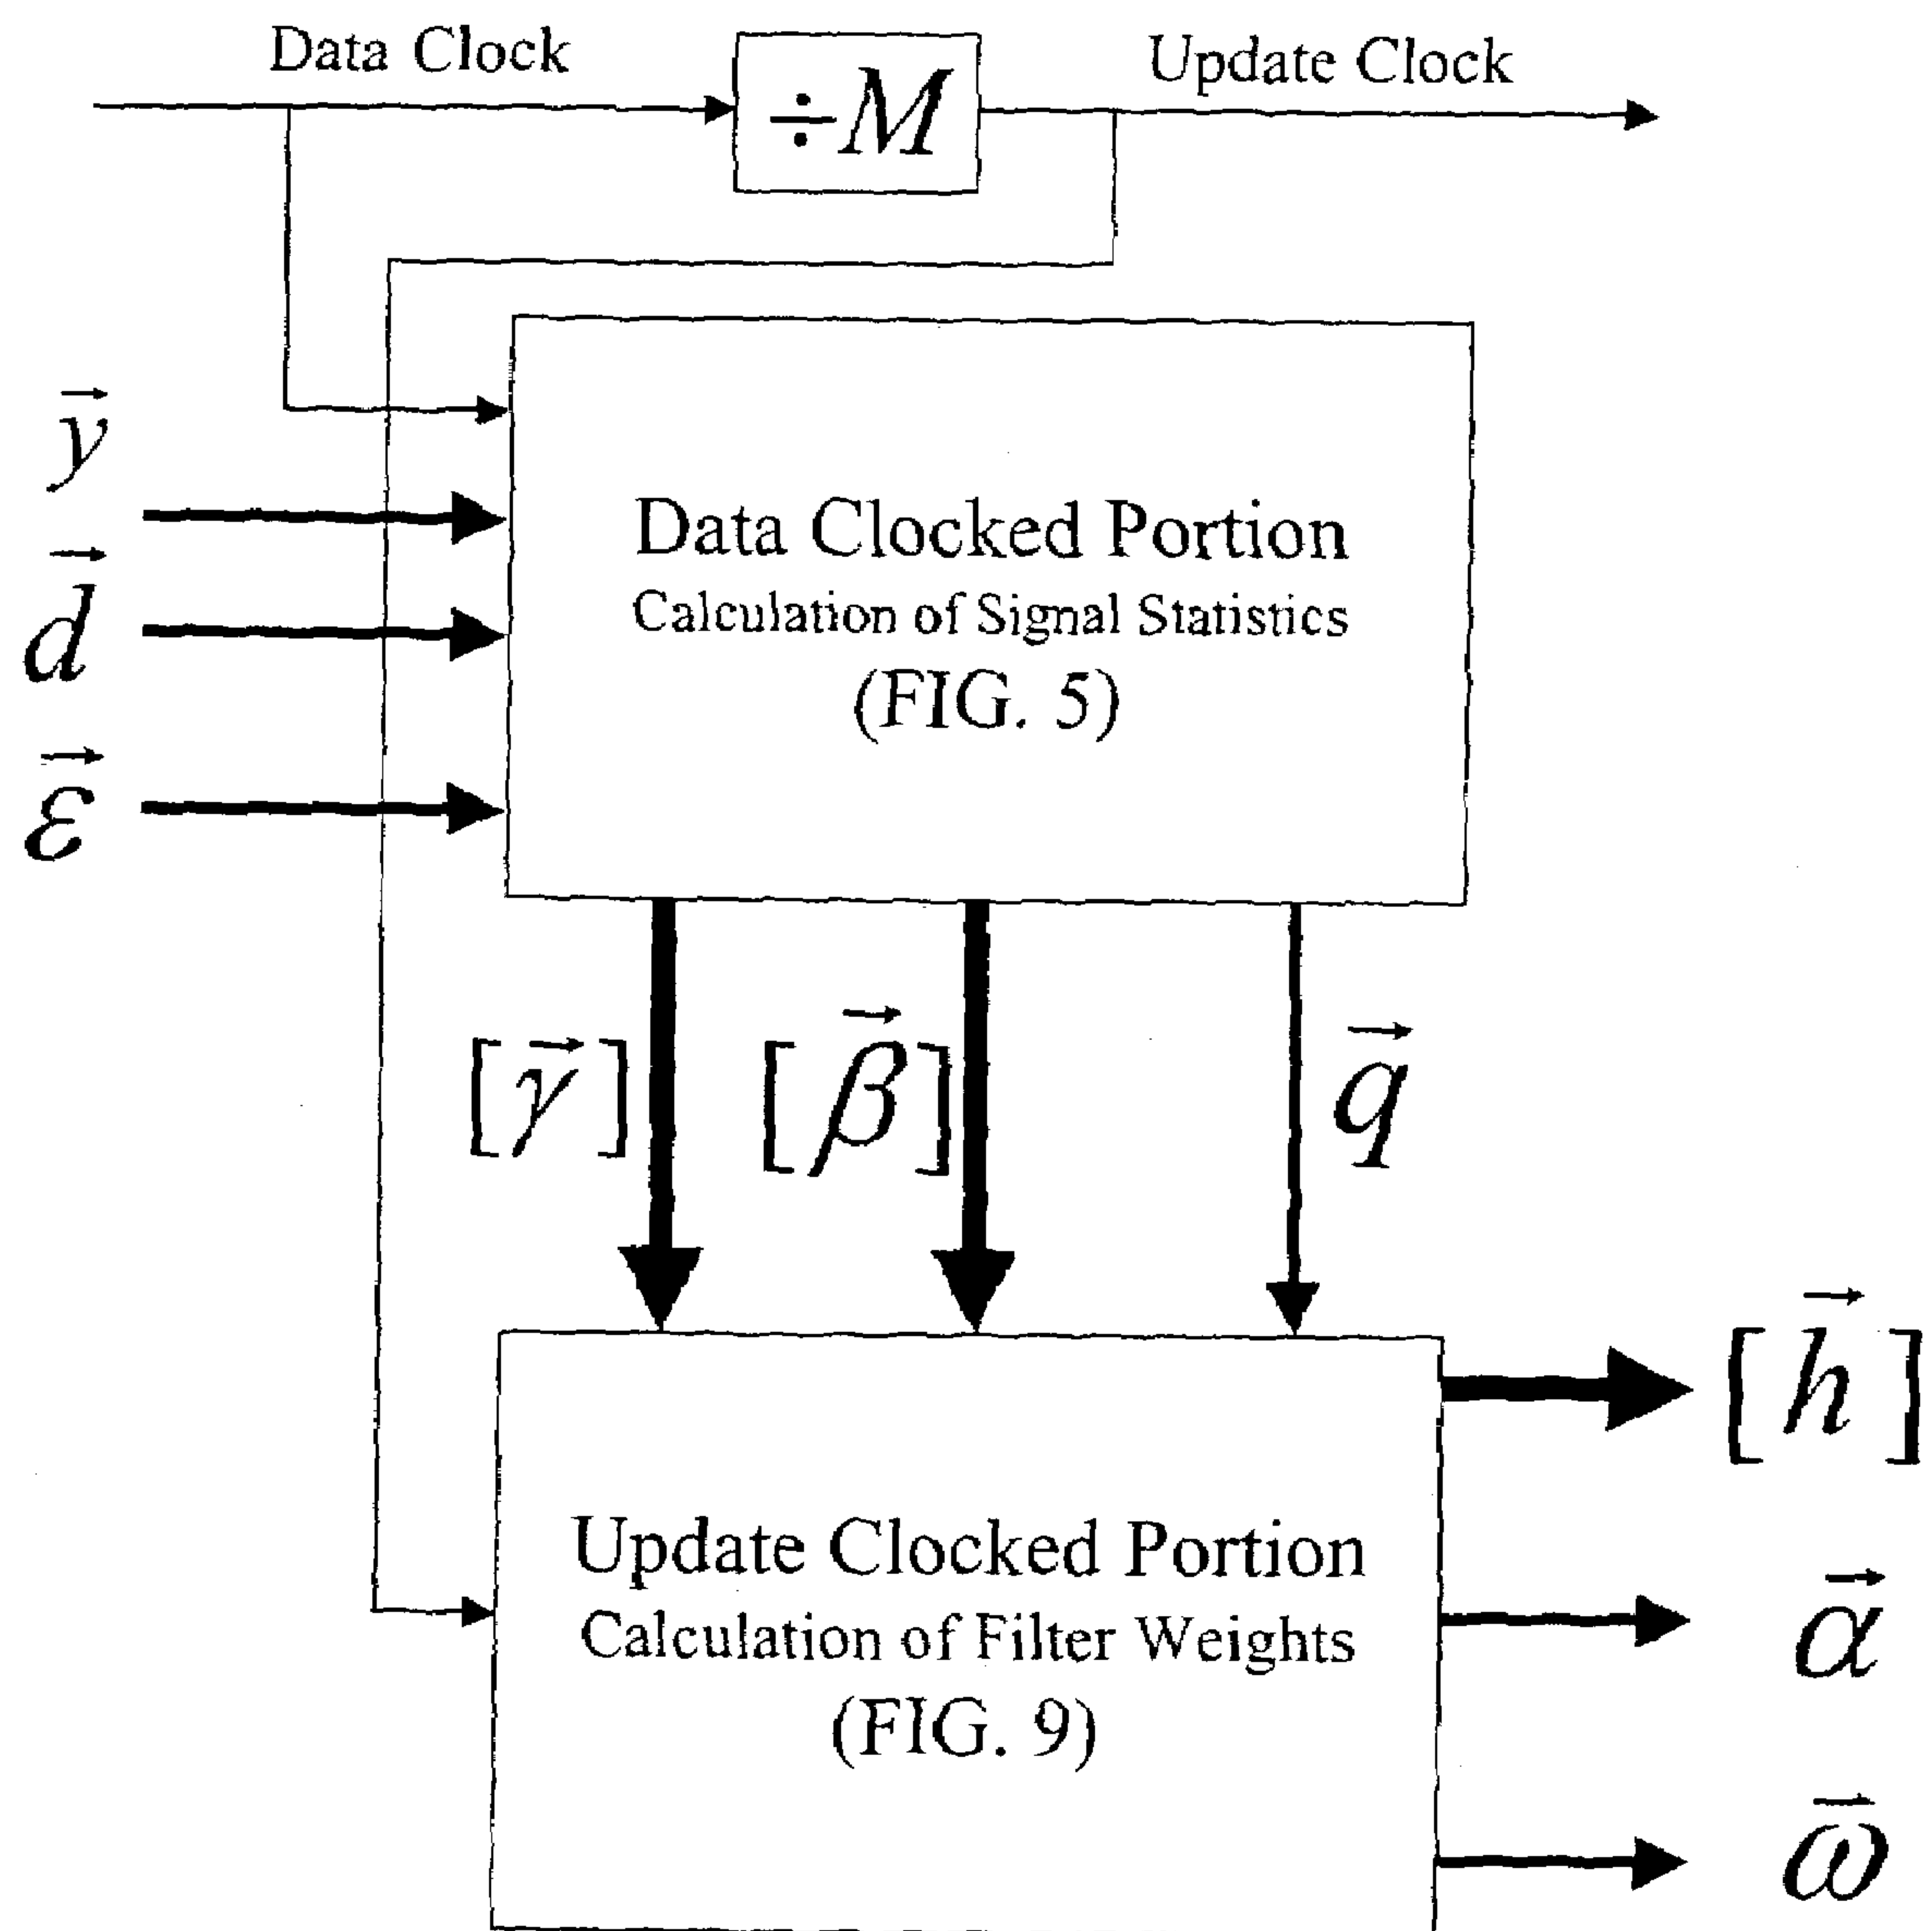 Data Clock
Update Clock
÷M
y⃗
d⃗
ε⃗
Data Clocked Portion
Calculation of Signal Statistics
(FIG. 5)
[γ⃗]
[β⃗]
q⃗
Update Clocked Portion
Calculation of Filter Weights
(FIG. 9)
[h⃗]
α⃗
ω⃗